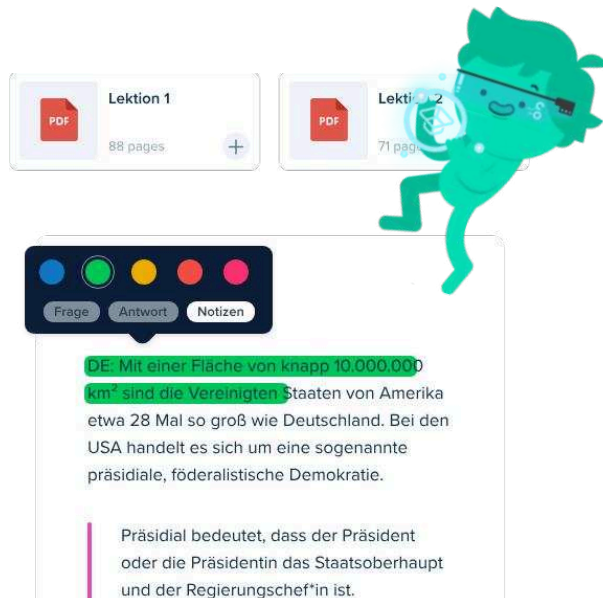 Lektion 1
PDF
88 pages
Lektion 2
PDF
71
Frage Antwort Notizen
DE: Mit einer Fläche von knapp 10.000.000
km² sind die Vereinigten Staaten von Amerika
etwa 28 Mal so groß wie Deutschland. Bei den
USA handelt es sich um eine sogenannte
präsidiale, föderalistische Demokratie.
Präsidial bedeutet, dass der Präsident
oder die Präsidentin das Staatsoberhaupt
und der Regierungschef*in ist.